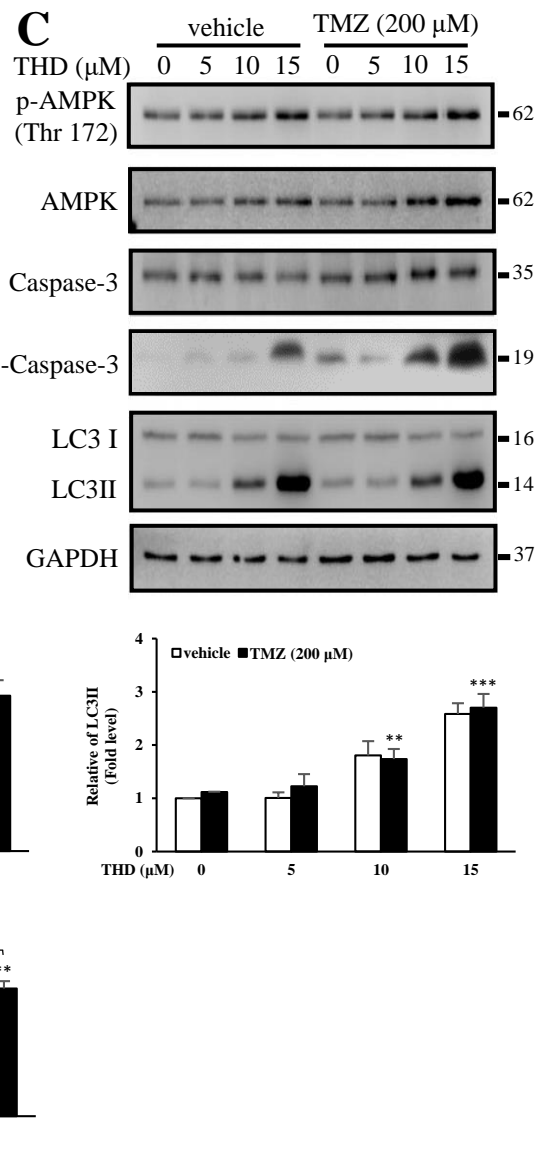 C
vehicle TMZ (200 μM)
THD (μM) 0 5 10 15 0 5 10 15
p-AMPK
(Thr 172)
62
AMPK 62
Caspase-3 35
-Caspase-3 19
LC3 I 16
LC3II 14
GAPDH 37
4
3
2
1
0
Relative of LC3II
(Fold level)
vehicle TMZ (200 μM)
**
***
THD (μM) 0 5 10 15
**